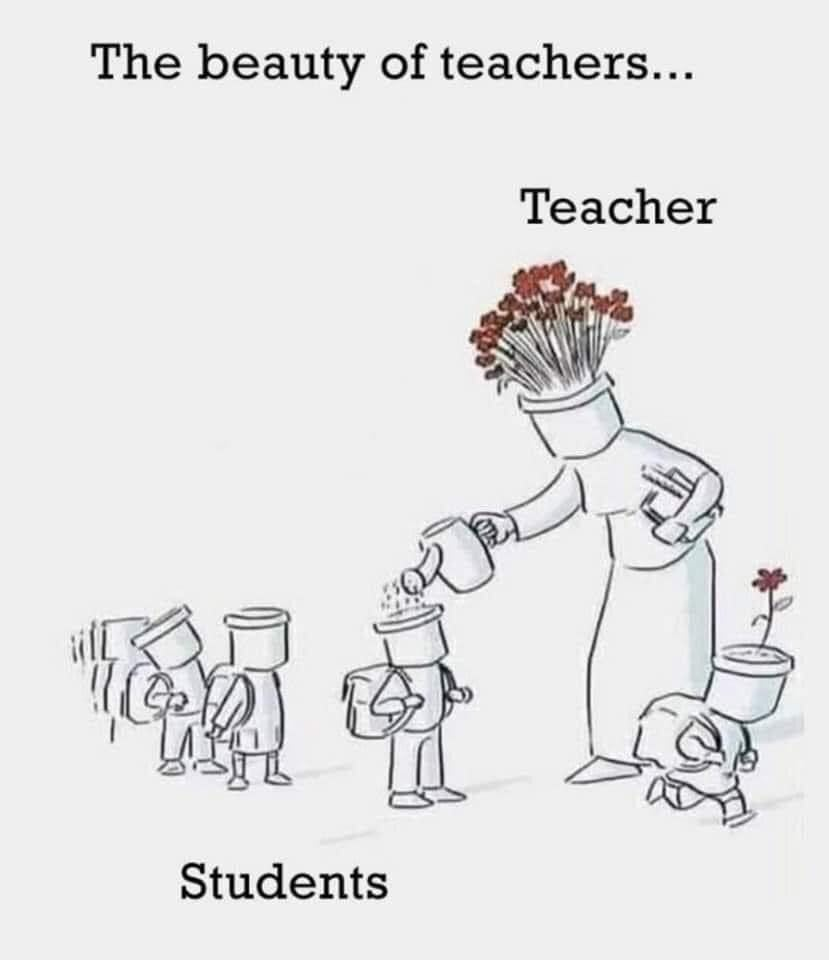 The beauty of teachers...
Teacher
Students